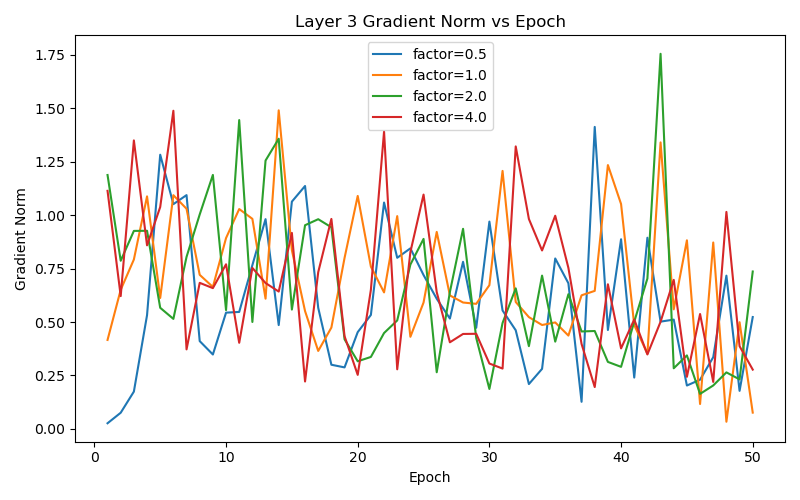 Layer 3 Gradient Norm vs Epoch
factor=0.5
factor=1.0
factor=2.0
factor=4.0
Gradient Norm
1.75
1.50
1.25
1.00
0.75
0.50
0.25
0.00
0 10 20 30 40 50
Epoch